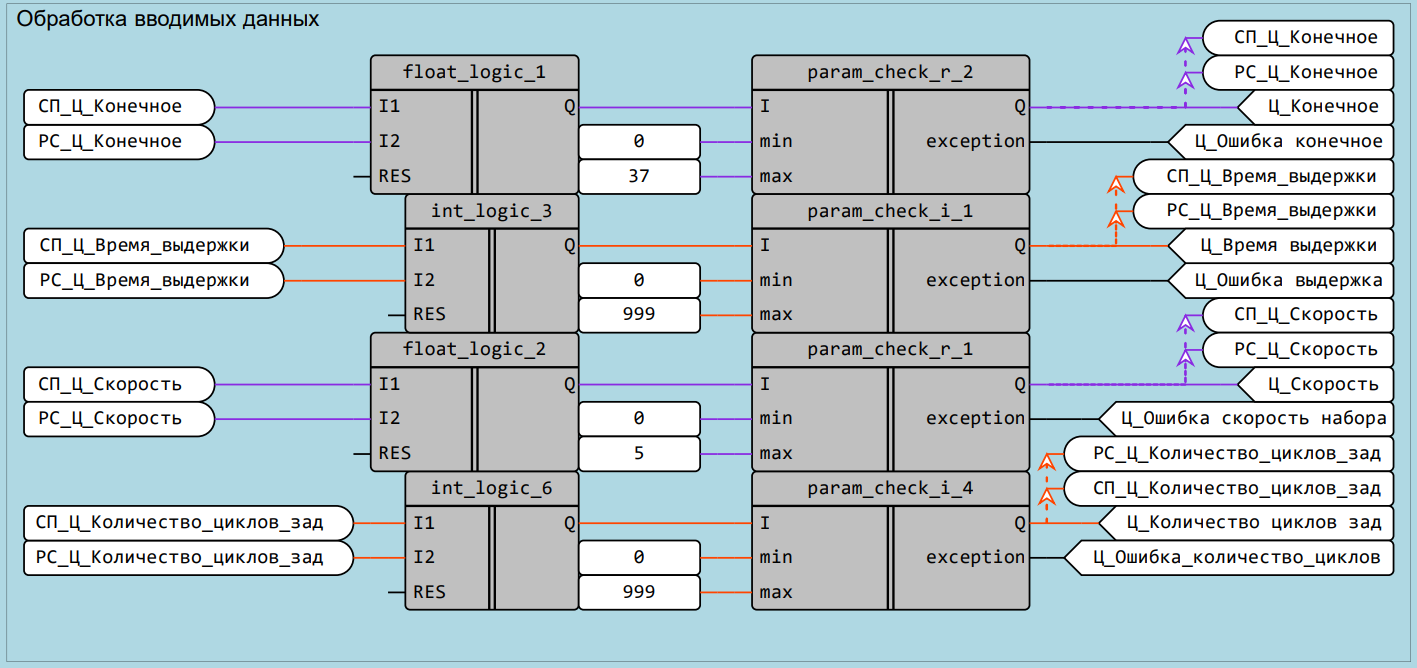 Обработка вводимых данных
СП_Ц_Конечное
РС_Ц_Конечное
float_logic_1
I1
Q
I2
RES
0
37
param_check_r_2
I
Q
min
exception
max
СП_Ц_Конечное
РС_Ц_Конечное
Ц_Конечное
Ц_Ошибка конечное
СП_Ц_Время_выдержки
РС_Ц_Время_выдержки
int_logic_3
I1
Q
I2
RES
0
999
param_check_i_1
I
Q
min
exception
max
СП_Ц_Время_выдержки
РС_Ц_Время_выдержки
Ц_Время выдержки
Ц_Ошибка выдержка
СП_Ц_Скорость
РС_Ц_Скорость
float_logic_2
I1
Q
I2
RES
0
5
param_check_r_1
I
Q
min
exception
max
СП_Ц_Скорость
РС_Ц_Скорость
Ц_Скорость
Ц_Ошибка скорость набора
СП_Ц_Количество_циклов_зад
РС_Ц_Количество_циклов_зад
int_logic_6
I1
Q
I2
RES
0
999
param_check_i_4
I
Q
min
exception
max
РС_Ц_Количество_циклов_зад
СП_Ц_Количество_циклов_зад
Ц_Количество циклов зад
Ц_Ошибка_количество_циклов